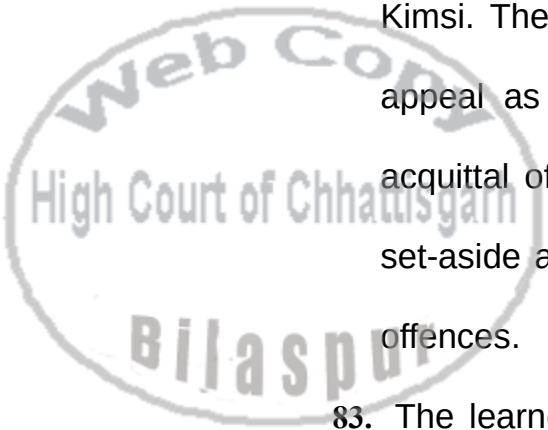 Kimsi. The
Web Copy
appeal as
High Court of Chhattisgarh
acquittal of
set-aside a
Bilaspur
offences.
83. The learn